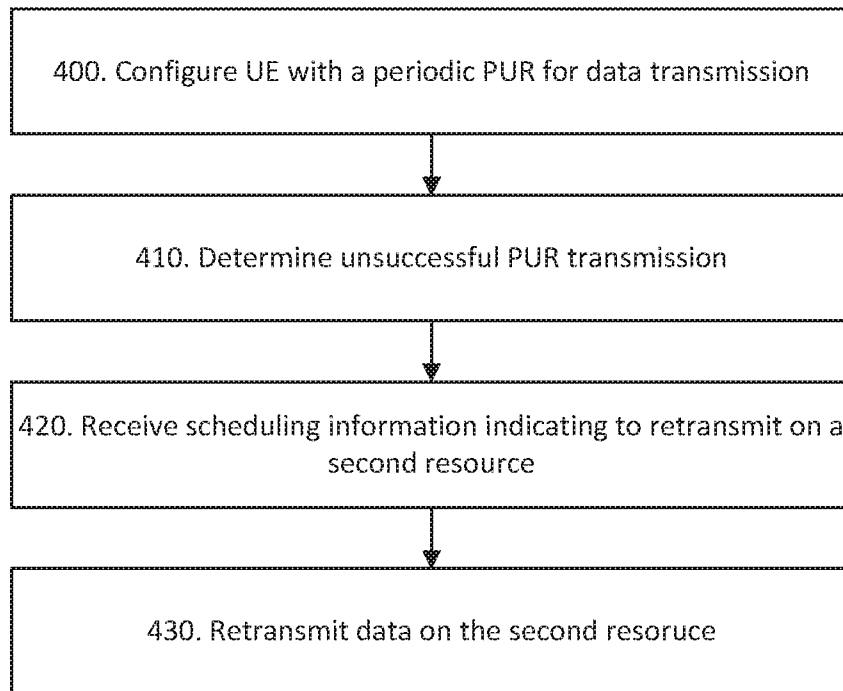 400. Configure UE with a periodic PUR for data transmission
410. Determine unsuccessful PUR transmission
420. Receive scheduling information indicating to retransmit on a
second resource
430. Retransmit data on the second resoruce